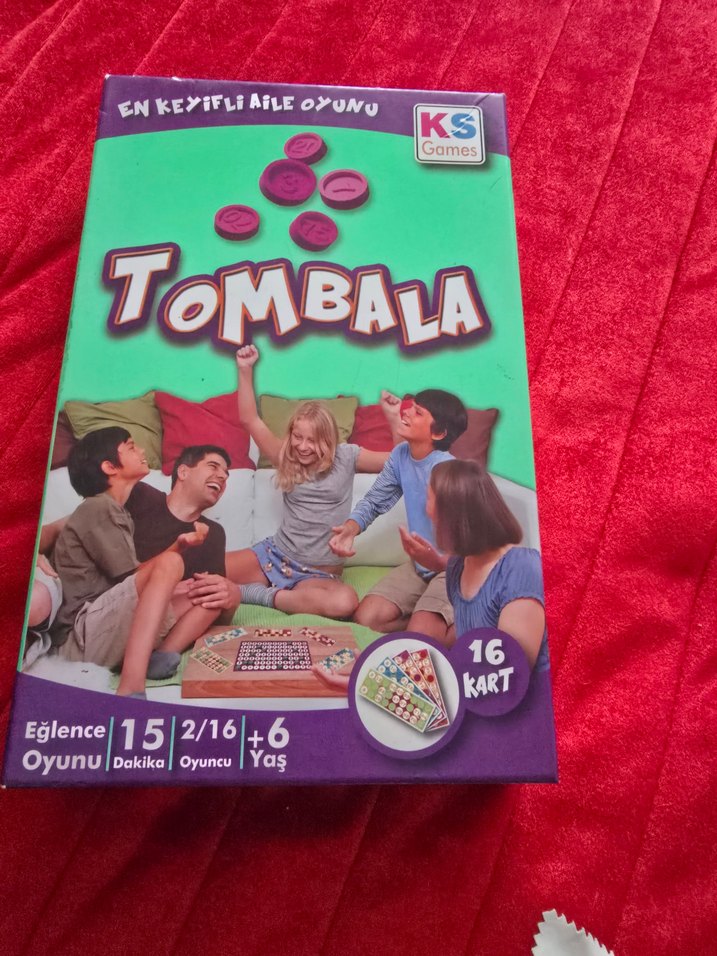 EN KEYİFLİ AİLE OYUNU
KS
Games
TOMBALA
16
KART
Eğlence
Oyunu
15
Dakika
2/16
Oyuncu
+6
Yaş